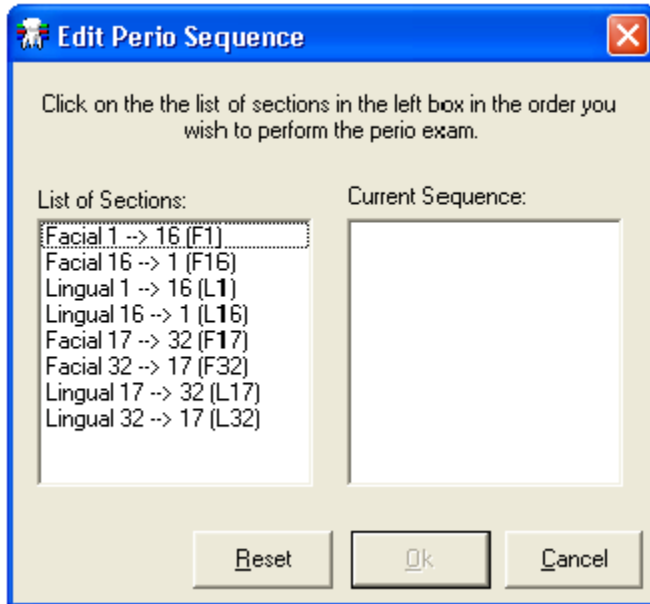 Edit Perio Sequence
Click on the the list of sections in the left box in the order you
wish to perform the perio exam.
List of Sections:
Current Sequence:
Facial 1 --> 16 (F1)
Facial 16 --> 1 (F16)
Lingual 1 --> 16 (L1)
Lingual 16 --> 1 (L16)
Facial 17 --> 32 (F17)
Facial 32 --> 17 (F32)
Lingual 17 --> 32 (L17)
Lingual 32 --> 17 (L32)
Reset
Ok
Cancel